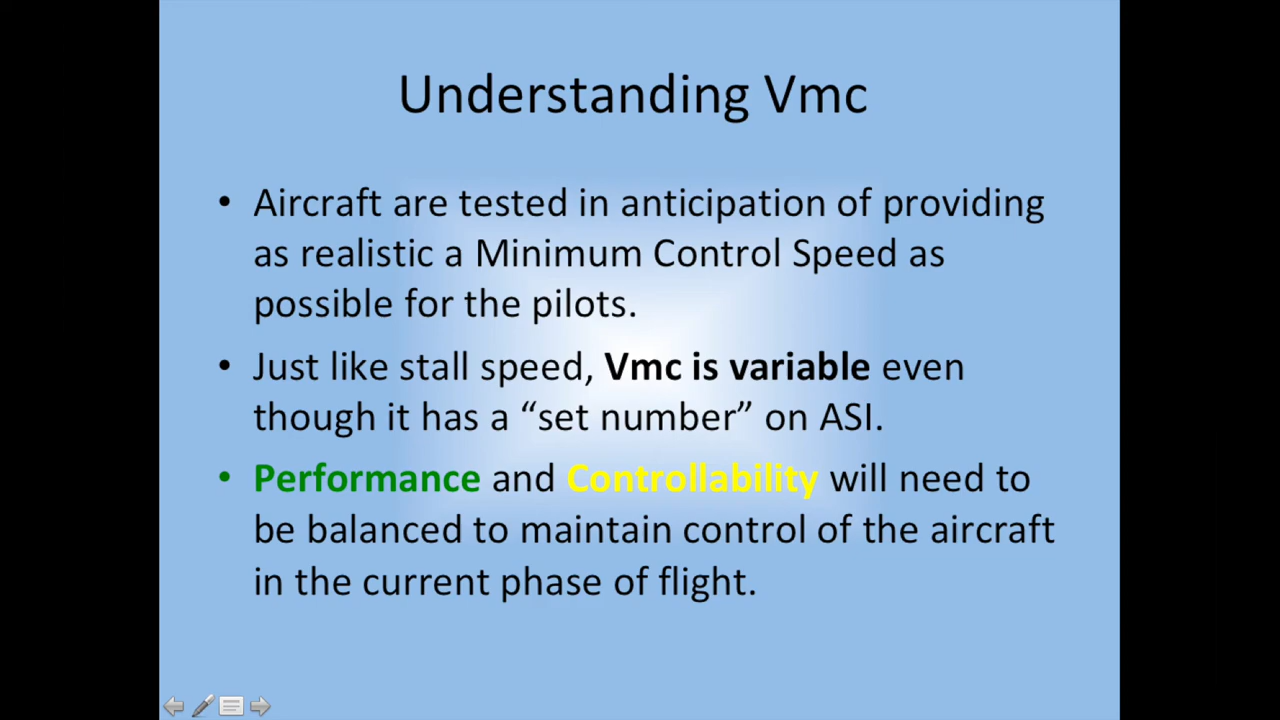 Understanding Vmc
• Aircraft are tested in anticipation of providing
as realistic a Minimum Control Speed as
possible for the pilots.
• Just like stall speed, Vmc is variable even
though it has a “set number” on ASI.
• Performance and Controllability will need to
be balanced to maintain control of the aircraft
in the current phase of flight.